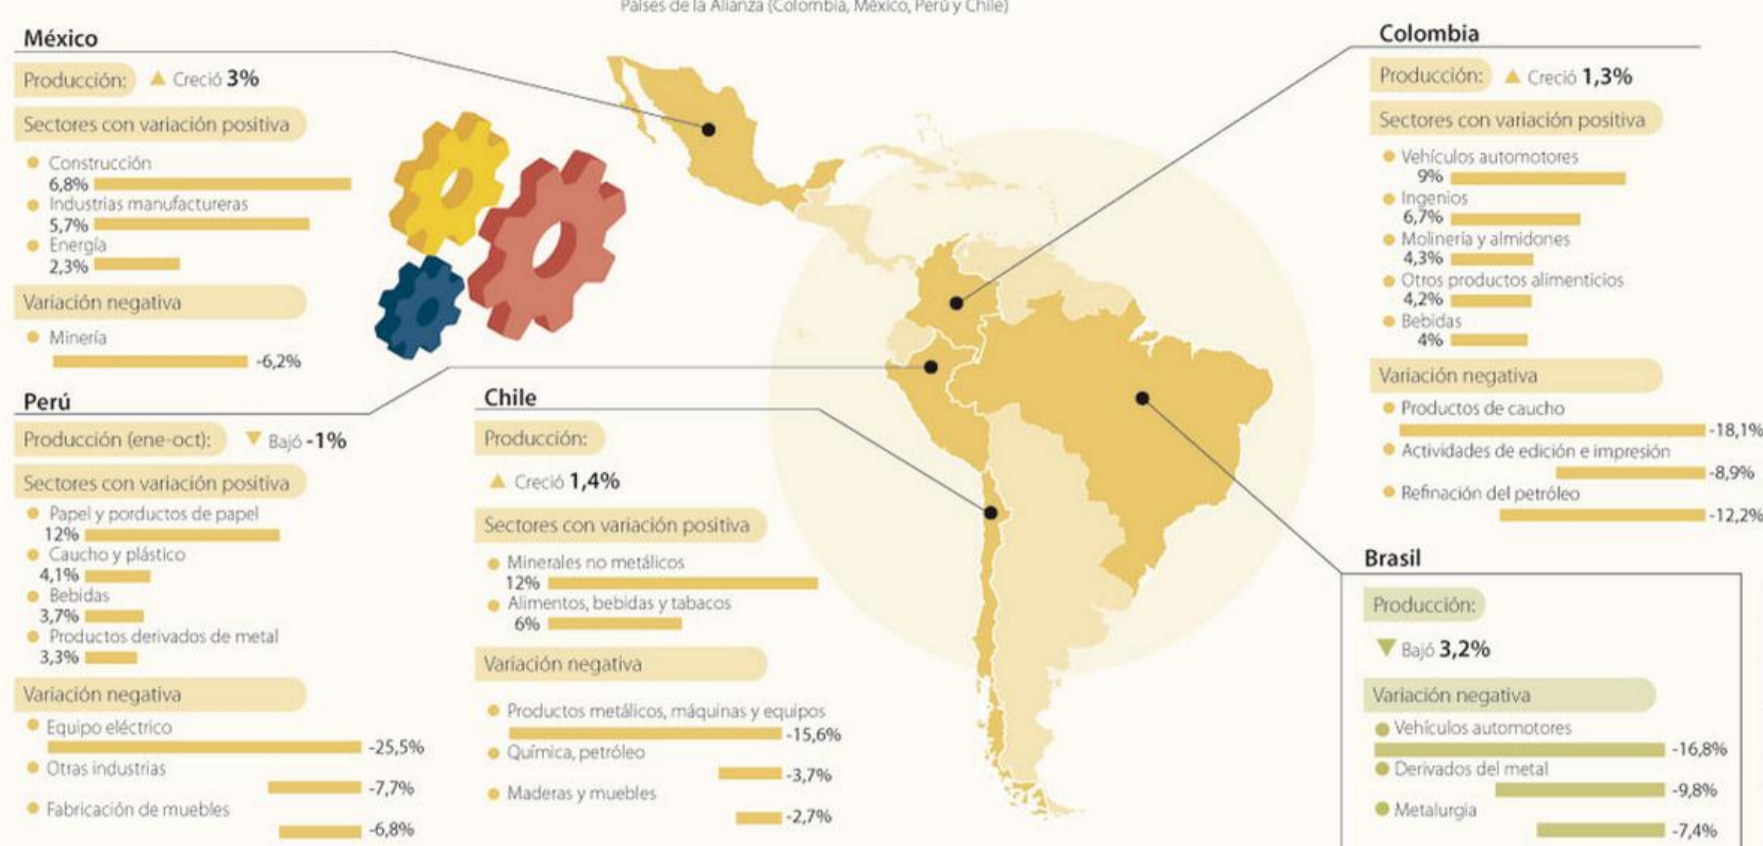 Países de la Alianza (Colombia, México, Perú y Chile)
México
Producción: ▲ Creció 3%
Sectores con variación positiva
Construcción
6,8%
Industrias manufactureras
5,7%
Energía
2,3%
Variación negativa
Minería
-6,2%
Perú
Producción (ene-oct): ▼ Bajó -1%
Sectores con variación positiva
Papel y porductos de papel
12%
Caucho y plástico
4,1%
Bebidas
3,7%
Productos derivados de metal
3,3%
Variación negativa
Equipo eléctrico
-25,5%
Otras industrias
-7,7%
Fabricación de muebles
-6,8%
Chile
Producción:
▲ Creció 1,4%
Sectores con variación positiva
Minerales no metálicos
12%
Alimentos, bebidas y tabacos
6%
Variación negativa
Productos metálicos, máquinas y equipos
-15,6%
Química, petróleo
-3,7%
Maderas y muebles
-2,7%
Colombia
Producción: ▲ Creció 1,3%
Sectores con variación positiva
Vehículos automotores
9%
Ingenios
6,7%
Molinería y almidones
4,3%
Otros productos alimenticios
4,2%
Bebidas
4%
Variación negativa
Productos de caucho
-18,1%
Actividades de edición e impresión
-8,9%
Refinación del petróleo
-12,2%
Brasil
Producción:
▼ Bajó 3,2%
Variación negativa
Vehículos automotores
-16,8%
Derivados del metal
-9,8%
Metalurgia
-7,4%